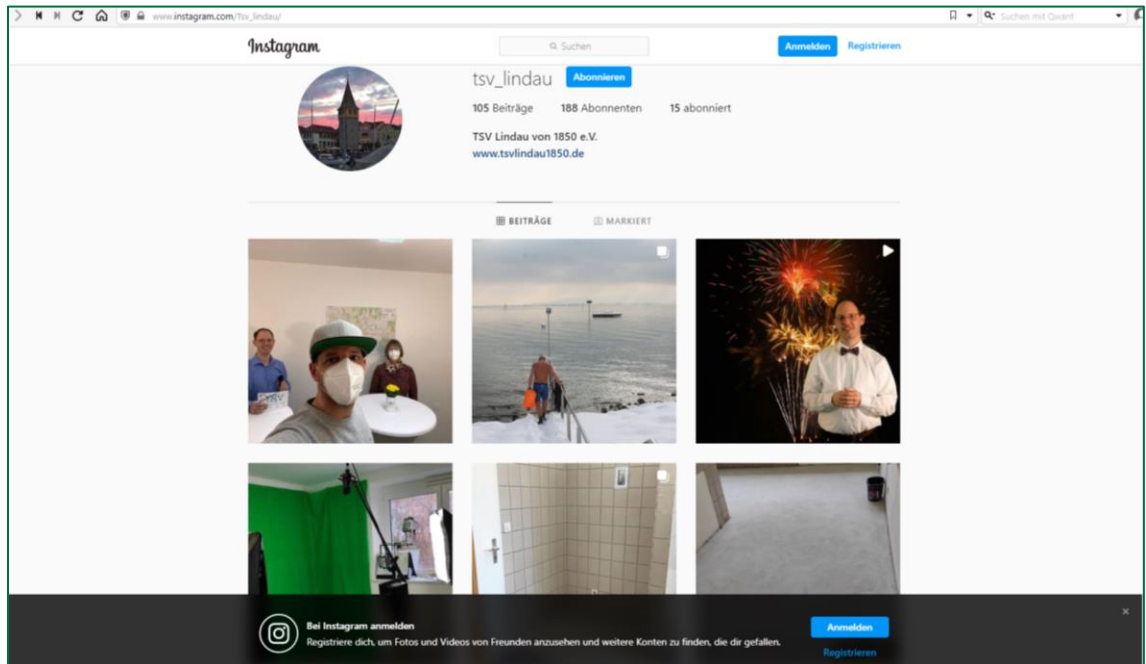 www.instagram.com/Tsv_lindau/
Suchen mit Qwant
Instagram
Suchen
Anmelden
Registrieren
tsv_lindau
Abonnieren
105 Beiträge 188 Abonnenten 15 abonniert
TSV Lindau von 1850 e.V.
www.tsvlindau1850.de
BEITRÄGE
MARKIERT
TSV
Bei Instagram anmelden
Registriere dich, um Fotos und Videos von Freunden anzusehen und weitere Konten zu finden, die dir gefallen.
Anmelden
Registrieren